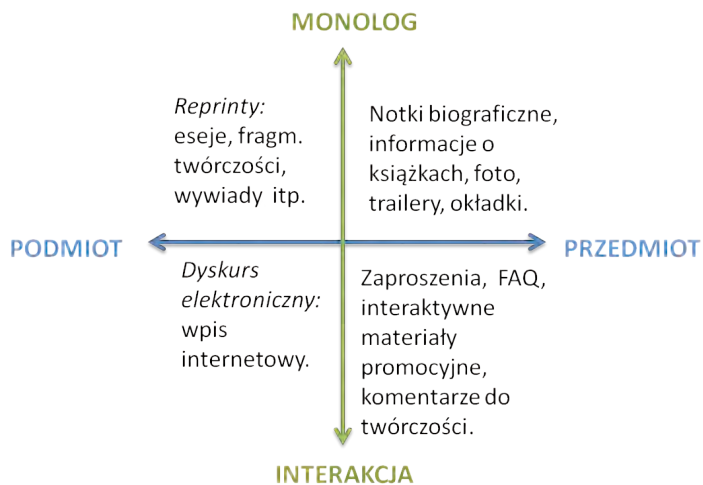 MONOLOG
Reprinty:
eseje, fragm.
twórczości,
wywiady itp.
Notki biograficzne,
informacje o
książkach, foto,
trailery, okładki.
PODMIOT
PRZEDMIOT
Dyskurs
elektroniczny:
wpis
internetowy.
Zaproszenia, FAQ,
interaktywne
materiały
promocyjne,
komentarze do
twórczości.
INTERAKCJA